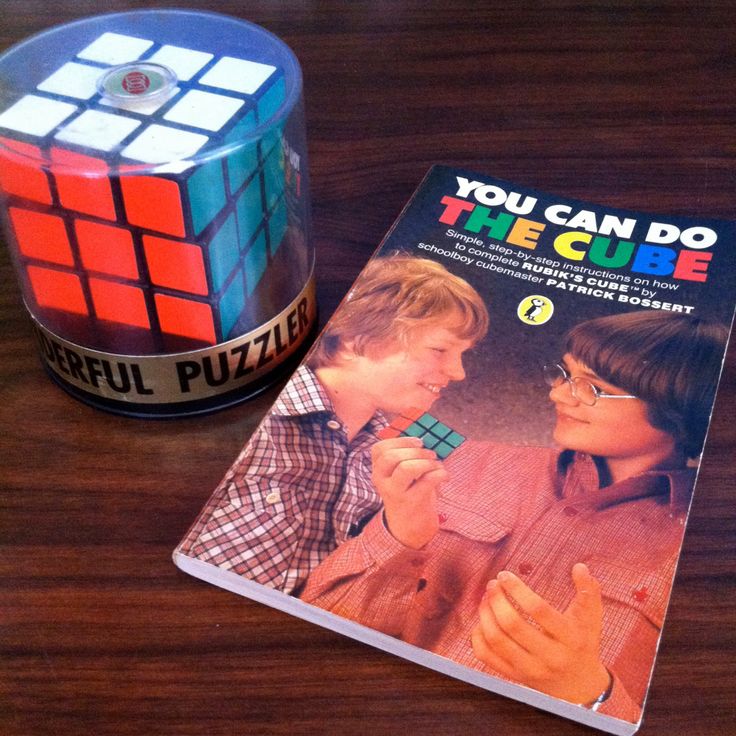 DERFUL PUZZLER
YOU CAN DO
THE CUBE
Simple, step-by-step instructions on how
to complete RUBIK'S CUBE™ by
schoolboy cubemaster PATRICK BOSSERT